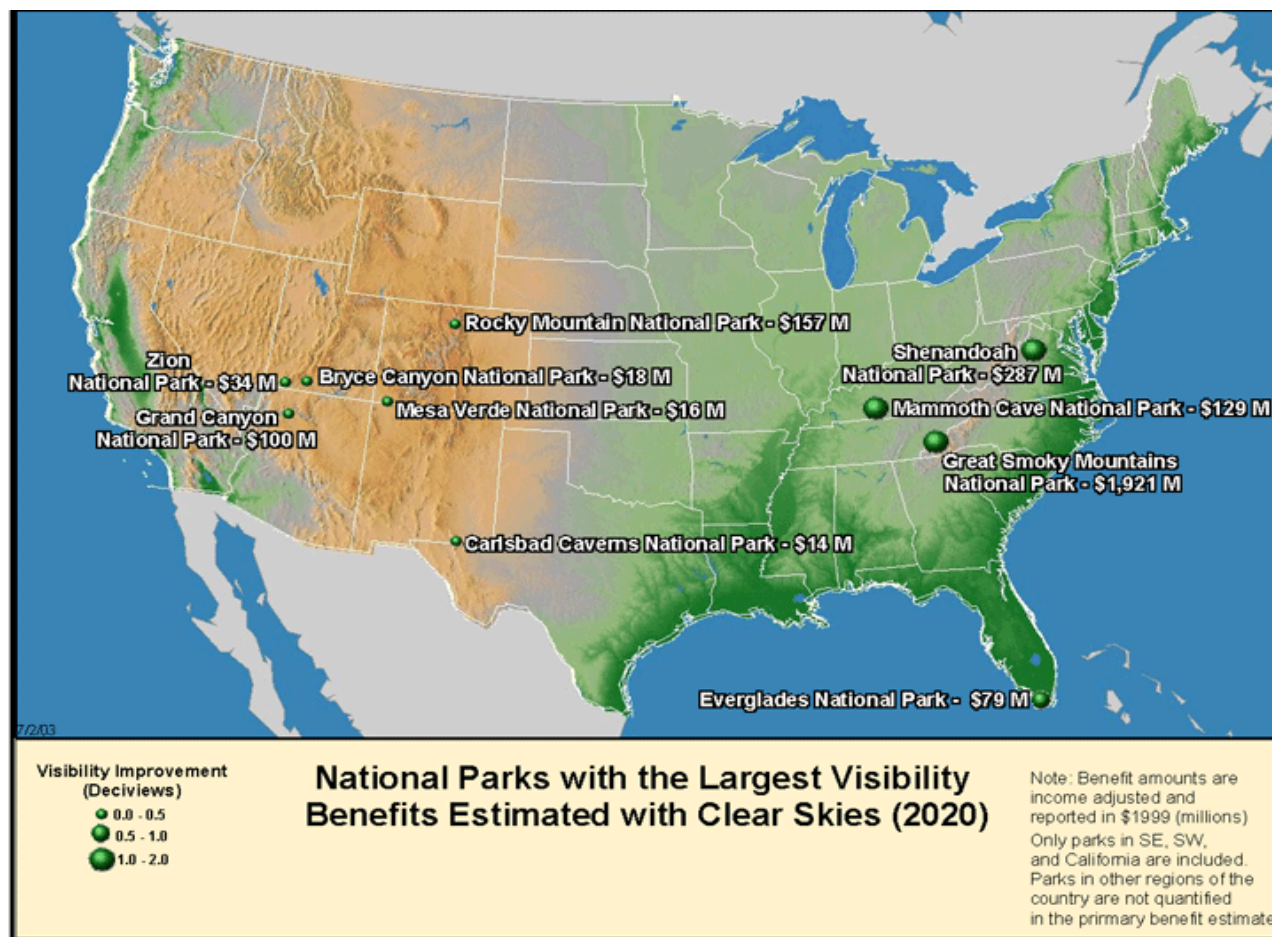 Rocky Mountain National Park - $157 M
Zion
National Park - $34 M
Bryce Canyon National Park - $18 M
Mesa Verde National Park - $16 M
Grand Canyon
National Park - $100 M
Shenandoah
National Park - $287 M
Mammoth Cave National Park - $129 M
Great Smoky Mountains
National Park - $1,921 M
Carlsbad Caverns National Park - $14 M
Everglades National Park - $79 M
7/2/03
Visibility Improvement
(Deciviews)
0.0 - 0.5
0.5 - 1.0
1.0 - 2.0
National Parks with the Largest Visibility
Benefits Estimated with Clear Skies (2020)
Note: Benefit amounts are
income adjusted and
reported in $1999 (millions)
Only parks in SE, SW,
and California are included.
Parks in other regions of the
country are not quantified
in the prirmary benefit estimate